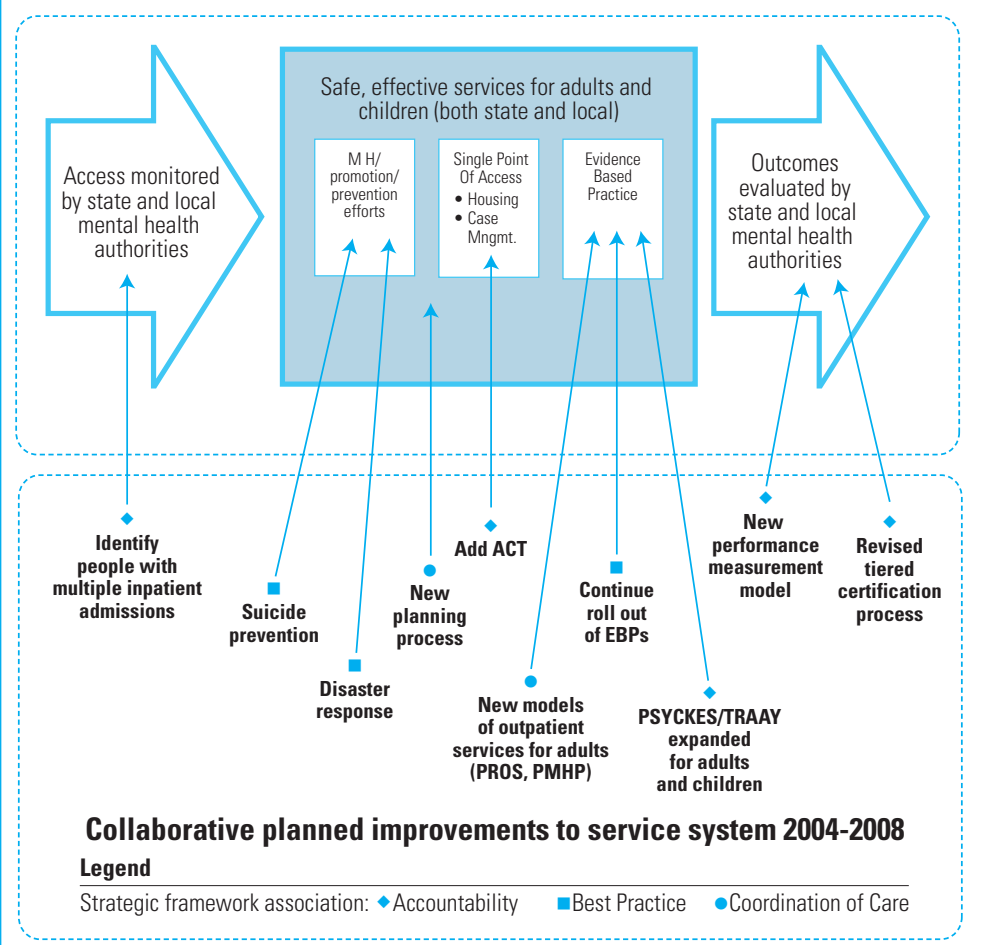 Access monitored
by state and local
mental health
authorities
Safe, effective services for adults and
children (both state and local)
M H/
promotion/
prevention
efforts
Single Point
Of Access
• Housing
• Case
Mngmt.
Evidence
Based
Practice
Outcomes
evaluated by
state and local
mental health
authorities
Identify
people with
multiple inpatient
admissions
Suicide
prevention
Disaster
response
New
planning
process
Add ACT
New models
of outpatient
services for adults
(PROS, PMHP)
Continue
roll out
of EBPs
PSYCKES/TRAAY
expanded
for adults
and children
New
performance
measurement
model
Revised
tiered
certification
process
Collaborative planned improvements to service system 2004-2008
Legend
Strategic framework association: ◆ Accountability ■ Best Practice ● Coordination of Care